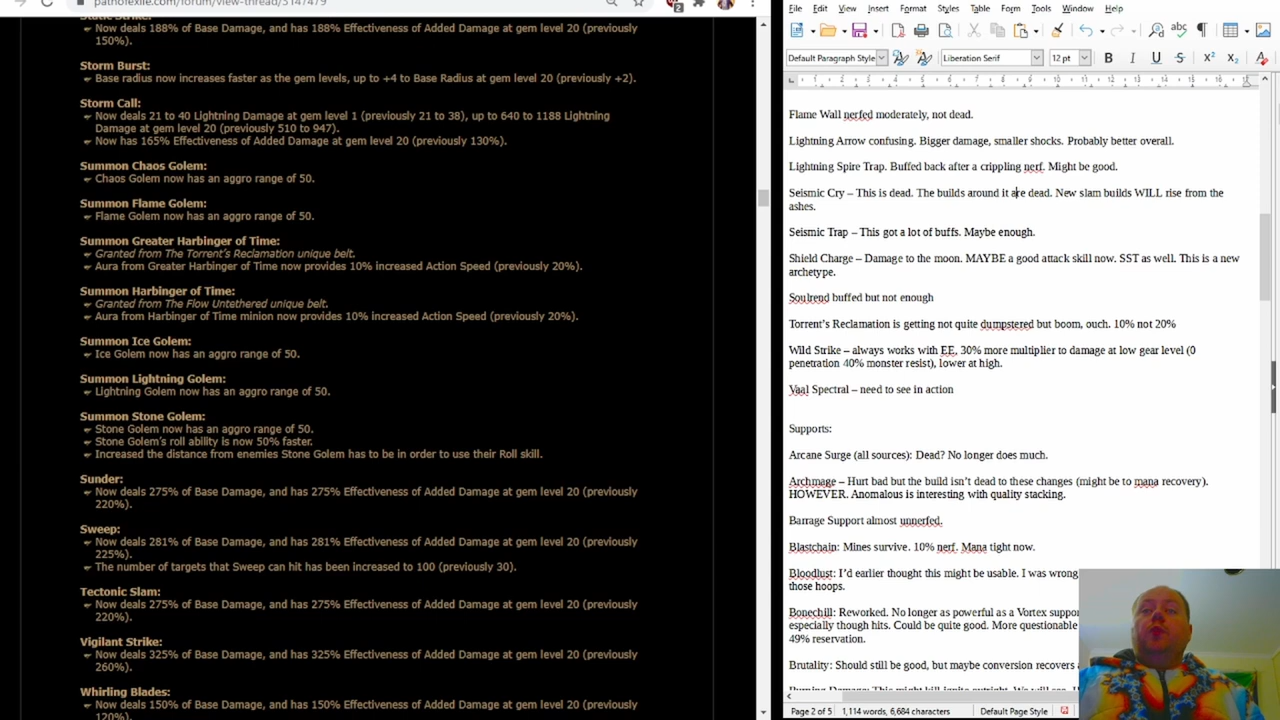 pathofexile.com/forum/view-thread/3147479
Static Strike:
Now deals 188% of Base Damage, and has 188% Effectiveness of Added Damage at gem level 20 (previously
150%).
Storm Burst:
Base radius now increases faster as the gem levels, up to +4 to Base Radius at gem level 20 (previously +2).
Storm Call:
Now deals 21 to 40 Lightning Damage at gem level 1 (previously 21 to 38), up to 640 to 1188 Lightning
Damage at gem level 20 (previously 510 to 947).
Now has 165% Effectiveness of Added Damage at gem level 20 (previously 130%).
Summon Chaos Golem:
Chaos Golem now has an aggro range of 50.
Summon Flame Golem:
Flame Golem now has an aggro range of 50.
Summon Greater Harbinger of Time:
Granted from The Torrent's Reclamation unique belt.
Aura from Greater Harbinger of Time now provides 10% increased Action Speed (previously 20%).
Summon Harbinger of Time:
Granted from The Flow Untethered unique belt.
Aura from Harbinger of Time minion now provides 10% increased Action Speed (previously 20%).
Summon Ice Golem:
Ice Golem now has an aggro range of 50.
Summon Lightning Golem:
Lightning Golem now has an aggro range of 50.
Summon Stone Golem:
Stone Golem now has an aggro range of 50.
Stone Golem's roll ability is now 50% faster.
Increased the distance from enemies Stone Golem has to be in order to use their Roll skill.
Sunder:
Now deals 275% of Base Damage, and has 275% Effectiveness of Added Damage at gem level 20 (previously
220%).
Sweep:
Now deals 281% of Base Damage, and has 281% Effectiveness of Added Damage at gem level 20 (previously
225%).
The number of targets that Sweep can hit has been increased to 100 (previously 30).
Tectonic Slam:
Now deals 275% of Base Damage, and has 275% Effectiveness of Added Damage at gem level 20 (previously
220%).
Vigilant Strike:
Now deals 325% of Base Damage, and has 325% Effectiveness of Added Damage at gem level 20 (previously
260%).
Whirling Blades:
Now deals 150% of Base Damage, and has 150% Effectiveness of Added Damage at gem level 20 (previously
120%).
File Edit View Insert Format Styles Table Form Tools Window Help
Default Paragraph Style Liberation Serif 12 pt
Flame Wall nerfed moderately, not dead.
Lightning Arrow confusing. Bigger damage, smaller shocks. Probably better overall.
Lightning Spire Trap. Buffed back after a crippling nerf. Might be good.
Seismic Cry – This is dead. The builds around it are dead. New slam builds WILL rise from the
ashes.
Seismic Trap – This got a lot of buffs. Maybe enough.
Shield Charge – Damage to the moon. MAYBE a good attack skill now. SST as well. This is a new
archetype.
Soulrend buffed but not enough
Torrent's Reclamation is getting not quite dumpstered but boom, ouch. 10% not 20%
Wild Strike – always works with EE, 30% more multiplier to damage at low gear level (0
penetration 40% monster resist), lower at high.
Vaal Spectral – need to see in action
Supports:
Arcane Surge (all sources): Dead? No longer does much.
Archmage – Hurt bad but the build isn't dead to these changes (might be to mana recovery).
HOWEVER. Anomalous is interesting with quality stacking.
Barrage Support almost unnerfed.
Blastchain: Mines survive. 10% nerf. Mana tight now.
Bloodlust: I'd earlier thought this might be usable. I was wrong
those hoops.
Bonechill: Reworked. No longer as powerful as a Vortex
especially though hits. Could be quite good. More questionable
49% reservation.
Brutality: Should still be good, but maybe conversion recovers
Burning Damage: This might kill ignite outright. We will see.
Page 2 of 5 1,114 words, 6,684 characters Default Page Style